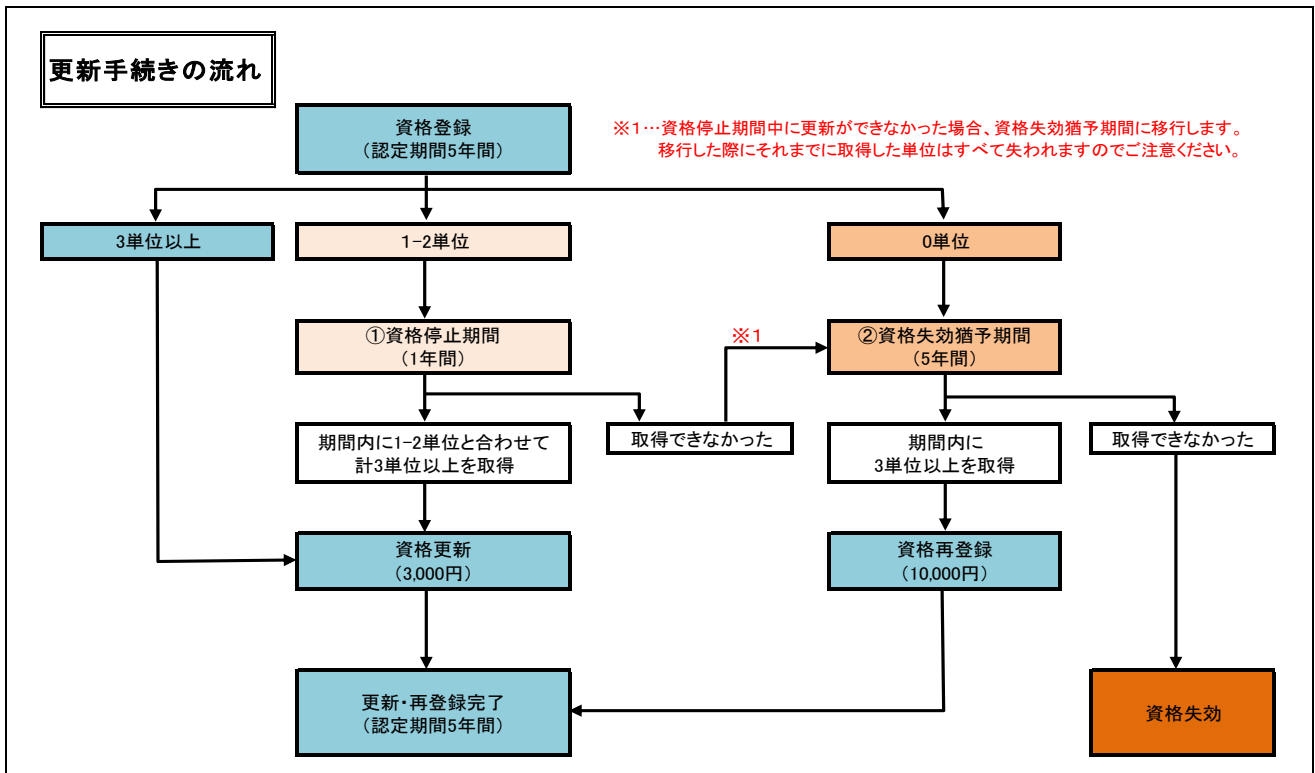 更新手続きの流れ
資格登録
(認定期間5年間)
※1…資格停止期間中に更新ができなかった場合、資格失効猶予期間に移行します。
移行した際にそれまでに取得した単位はすべて失われますのでご注意ください。
3単位以上
1-2単位
0単位
①資格停止期間
(1年間)
※1
②資格失効猶予期間
(5年間)
期間内に1-2単位と合わせて
計3単位以上を取得
取得できなかった
期間内に
3単位以上を取得
取得できなかった
資格更新
(3,000円)
資格再登録
(10,000円)
更新・再登録完了
(認定期間5年間)
資格失効